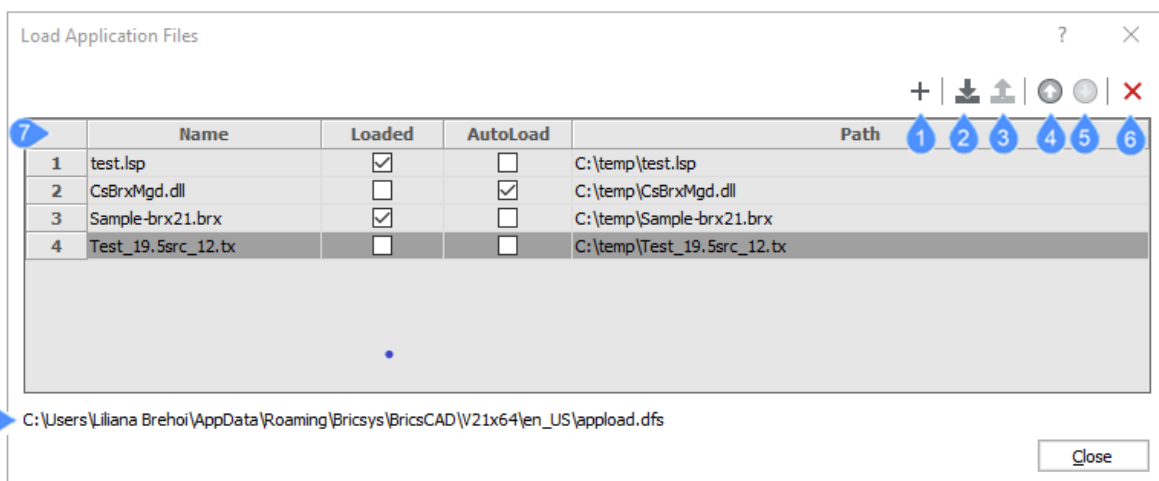 Load Application Files ?
7 Name Loaded AutoLoad Path 1 2 3 4 5 6
1 test.lsp C:\temp\test.lsp
2 CsBrxMgd.dll C:\temp\CsBrxMgd.dll
3 Sample-brx21.brx C:\temp\Sample-brx21.brx
4 Test_19.5src_12.tx C:\temp\Test_19.5src_12.tx
C:\Users\Liliana Brehoi\AppData\Roaming\Bricsys\BricsCAD\V21x64\en_US\appload.dfs
Close